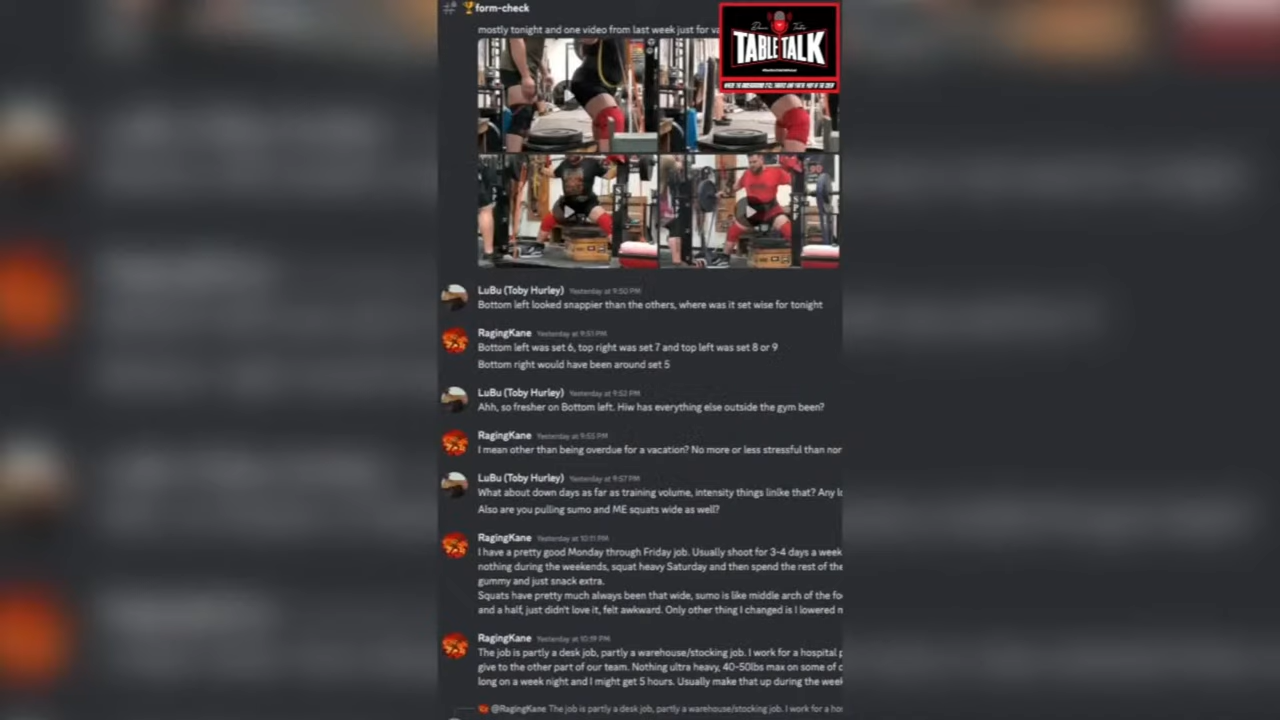 form-check
mostly tonight and one video from last week just for va
TABLE TALK
LuBu (Toby Hurley) Yesterday at 9:50 PM
Bottom left looked snappier than the others, where was it set wise for tonight
RagingKane Yesterday at 9:51 PM
Bottom left was set 6, top right was set 7 and top left was set 8 or 9
Bottom right would have been around set 5
LuBu (Toby Hurley) Yesterday at 9:52 PM
Ahh, so fresher on Bottom left. Hiw has everything else outside the gym been?
RagingKane Yesterday at 9:55 PM
I mean other than being overdue for a vacation? No more or less stressful than nor
LuBu (Toby Hurley) Yesterday at 9:57 PM
What about down days as far as training volume, intensity things linlke that? Any lo
Also are you pulling sumo and ME squats wide as well?
RagingKane Yesterday at 10:11 PM
I have a pretty good Monday through Friday job. Usually shoot for 3-4 days a week
nothing during the weekends, squat heavy Saturday and then spend the rest of the
gummy and just snack extra.
Squats have pretty much always been that wide, sumo is like middle arch of the fo
and a half, just didn't love it, felt awkward. Only other thing I changed is I lowered m
RagingKane Yesterday at 10:19 PM
The job is partly a desk job, partly a warehouse/stocking job. I work for a hospital p
give to the other part of our team. Nothing ultra heavy, 40-50lbs max on some of
long on a week night and I might get 5 hours. Usually make that up during the week
@RagingKane The job is partly a desk job, partly a warehouse/stocking job. I work for a hos